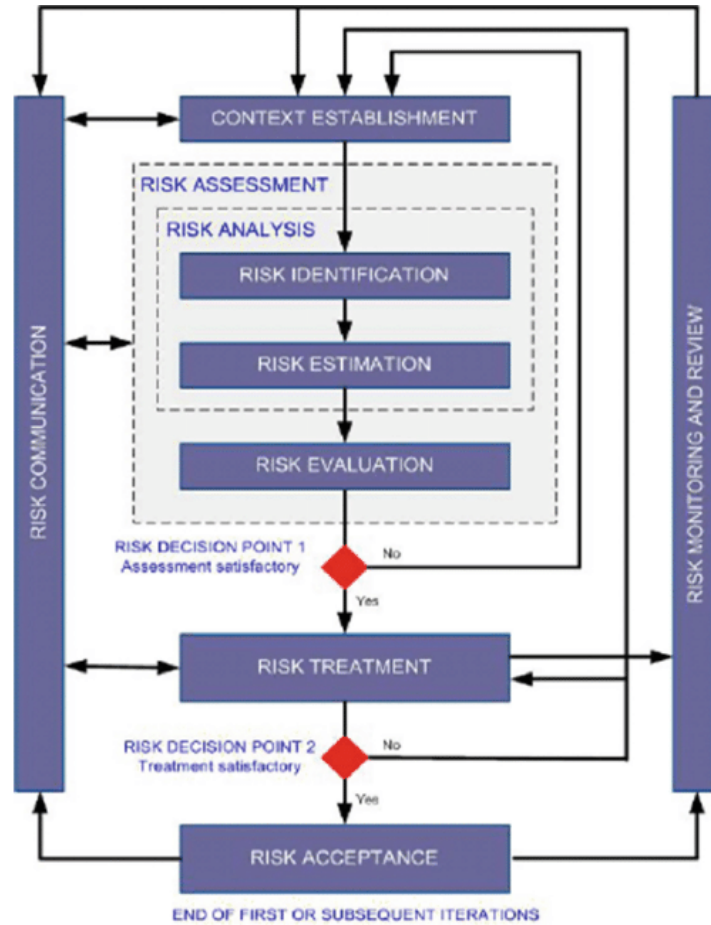 CONTEXT ESTABLISHMENT
RISK ASSESSMENT
RISK ANALYSIS
RISK IDENTIFICATION
RISK ESTIMATION
RISK EVALUATION
RISK COMMUNICATION
RISK MONITORING AND REVIEW
RISK DECISION POINT 1
Assessment satisfactory
No
Yes
RISK TREATMENT
RISK DECISION POINT 2
Treatment satisfactory
No
Yes
RISK ACCEPTANCE
END OF FIRST OR SUBSEQUENT ITERATIONS